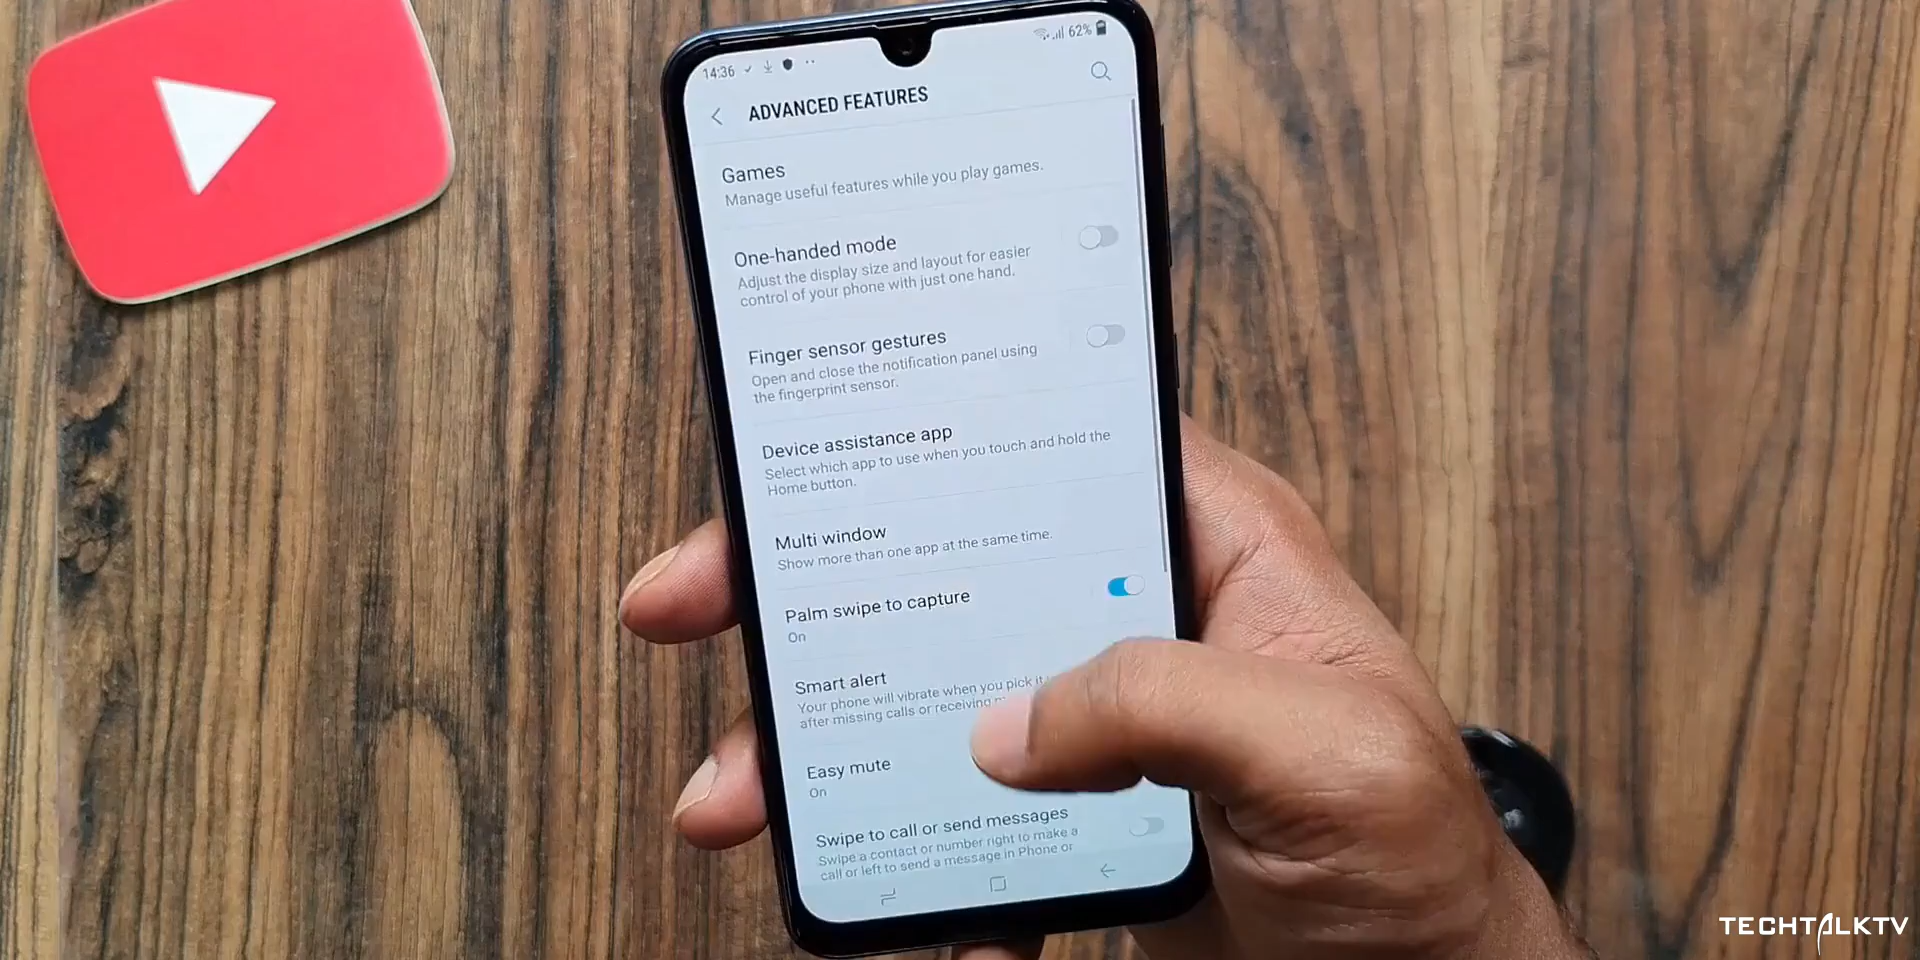 14:36
62%
ADVANCED FEATURES
Games
Manage useful features while you play games.
One-handed mode
Adjust the display size and layout for easier
control of your phone with just one hand.
Finger sensor gestures
Open and close the notification panel using
the fingerprint sensor.
Device assistance app
Select which app to use when you touch and hold the
Home button.
Multi window
Show more than one app at the same time.
Palm swipe to capture
On
Smart alert
Your phone will vibrate when you pick it
after missing calls or receiving
Easy mute
On
Swipe to call or send messages
Swipe a contact or number right to make a
call or left to send a message in Phone or
TECHTALKTV